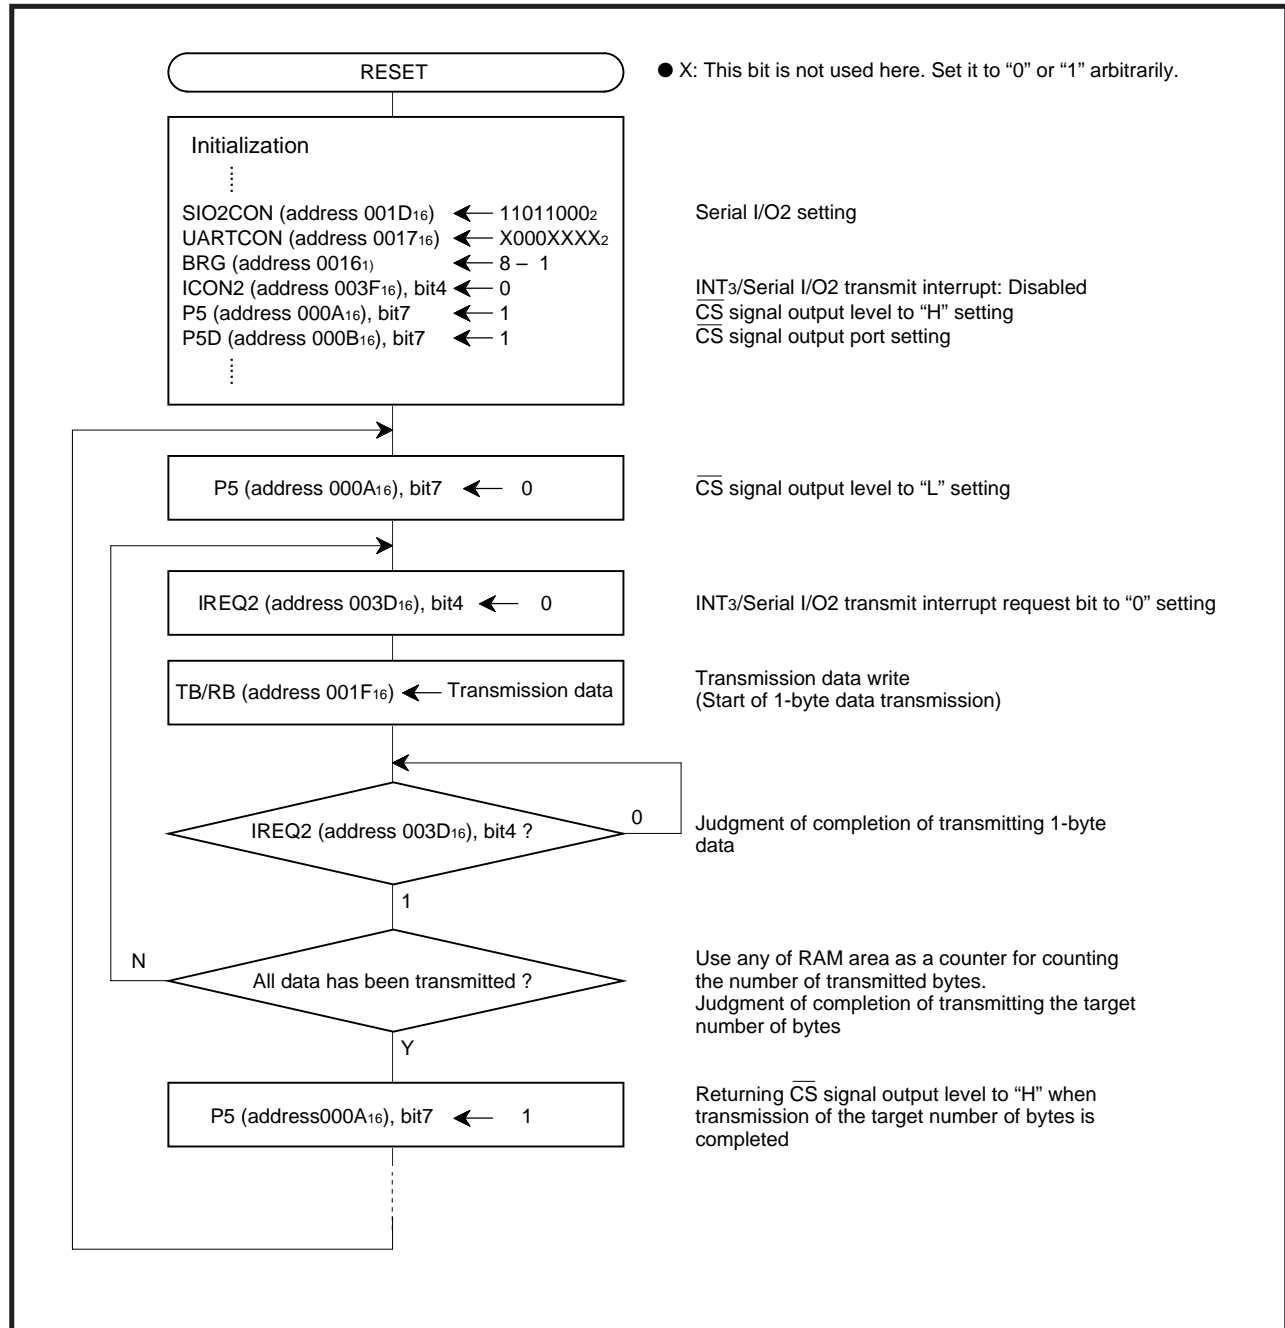 RESET
● X: This bit is not used here. Set it to “0” or “1” arbitrarily.
Initialization
SIO2CON (address 001D16) ← 110110002
Serial I/O2 setting
UARTCON (address 001716) ← X000XXXX2
BRG (address 00161) ← 8 – 1
ICON2 (address 003F16), bit4 ← 0
INT3/Serial I/O2 transmit interrupt: Disabled
P5 (address 000A16), bit7 ← 1
C̅S̅ signal output level to “H” setting
P5D (address 000B16), bit7 ← 1
C̅S̅ signal output port setting
P5 (address 000A16), bit7 ← 0
C̅S̅ signal output level to “L” setting
IREQ2 (address 003D16), bit4 ← 0
INT3/Serial I/O2 transmit interrupt request bit to “0” setting
TB/RB (address 001F16) ← Transmission data
Transmission data write
(Start of 1-byte data transmission)
IREQ2 (address 003D16), bit4 ?
0
Judgment of completion of transmitting 1-byte
data
1
N
All data has been transmitted ?
Use any of RAM area as a counter for counting
the number of transmitted bytes.
Judgment of completion of transmitting the target
number of bytes
Y
P5 (address000A16), bit7 ← 1
Returning C̅S̅ signal output level to “H” when
transmission of the target number of bytes is
completed